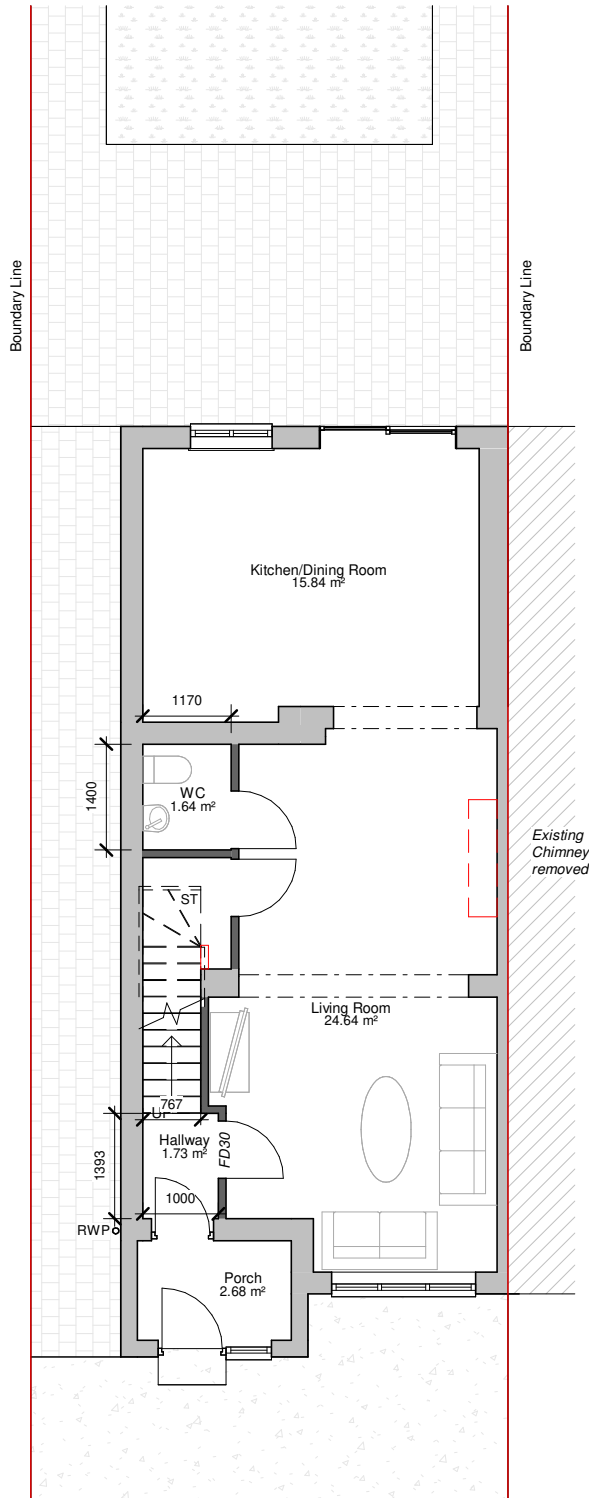 Boundary Line
Boundary Line
Kitchen/Dining Room
15.84 m²
1170
1400
WC
1.64 m²
Existing
Chimney
removed
ST
Living Room
24.64 m²
767
UP
Hallway
1.73 m²
FD30
1393
1000
RWP
Porch
2.68 m²